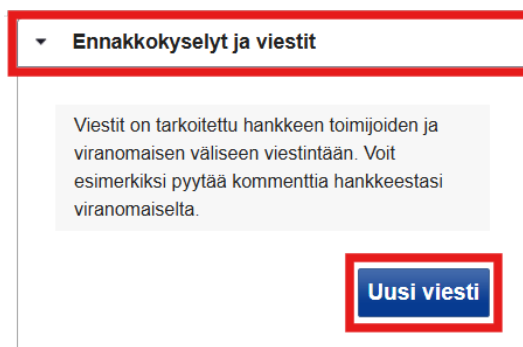 Ennakkokyselyt ja viestit
Viestit on tarkoitettu hankkeen toimijoiden ja
viranomaisen väliseen viestintään. Voit
esimerkiksi pyytää kommenttia hankkeestasi
viranomaiselta.
Uusi viesti